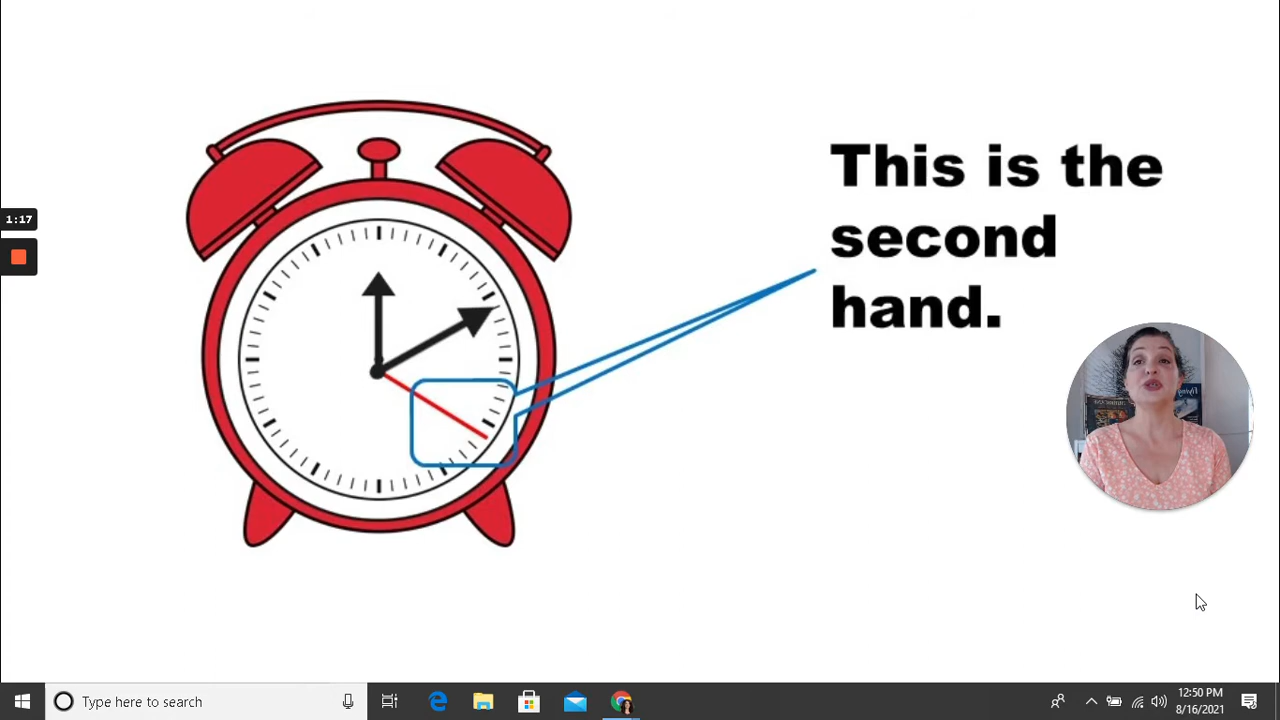 This is the
second
hand.
1:17
Type here to search
12:50 PM
8/16/2021